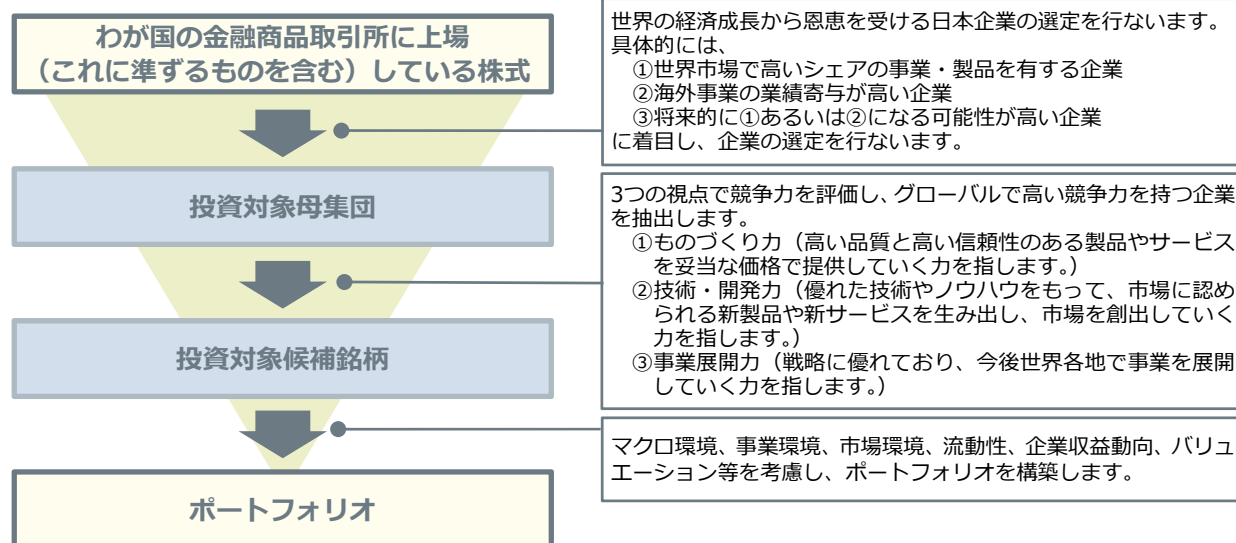 わが国の金融商品取引所に上場
(これに準ずるものを含む)している株式
世界の経済成長から恩恵を受ける日本企業の選定を行ないます。
具体的には、
①世界市場で高いシェアの事業・製品を有する企業
②海外事業の業績寄与が高い企業
③将来的に①あるいは②になる可能性が高い企業
に着目し、企業の選定を行ないます。
投資対象母集団
3つの視点で競争力を評価し、グローバルで高い競争力を持つ企業
を抽出します。
①ものづくり力(高い品質と高い信頼性のある製品やサービス
を妥当な価格で提供していく力を指します。)
②技術・開発力(優れた技術やノウハウをもって、市場に認め
られる新製品や新サービスを生み出し、市場を創出していく
力を指します。)
③事業展開力(戦略に優れており、今後世界各地で事業を展開
していく力を指します。)
投資対象候補銘柄
マクロ環境、事業環境、市場環境、流動性、企業収益動向、バリュ
エーション等を考慮し、ポートフォリオを構築します。
ポートフォリオ